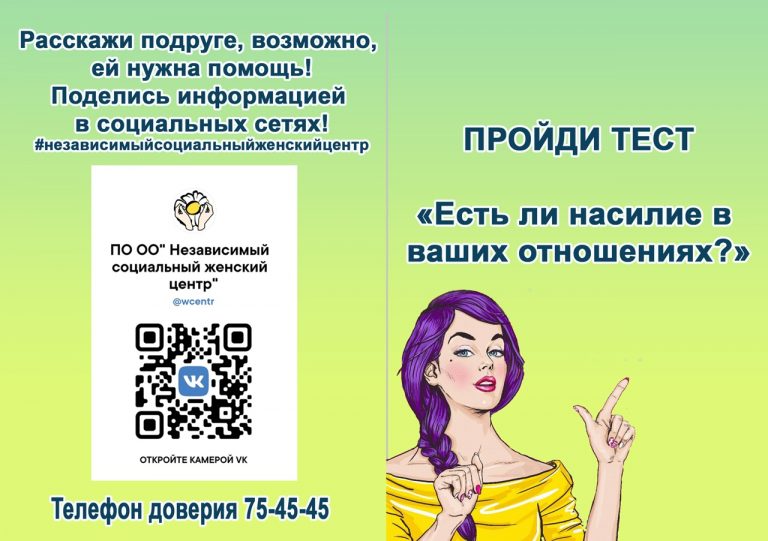 Расскажи подруге, возможно,
ей нужна помощь!
Поделись информацией
в социальных сетях!
#независимыйсоциальныйженскийцентр
ПО ОО" Независимый
социальный женский
центр"
@wcentr
VK
ОТКРОЙТЕ КАМЕРОЙ VK
Телефон доверия 75-45-45
ПРОЙДИ ТЕСТ
«Есть ли насилие в
ваших отношениях?»